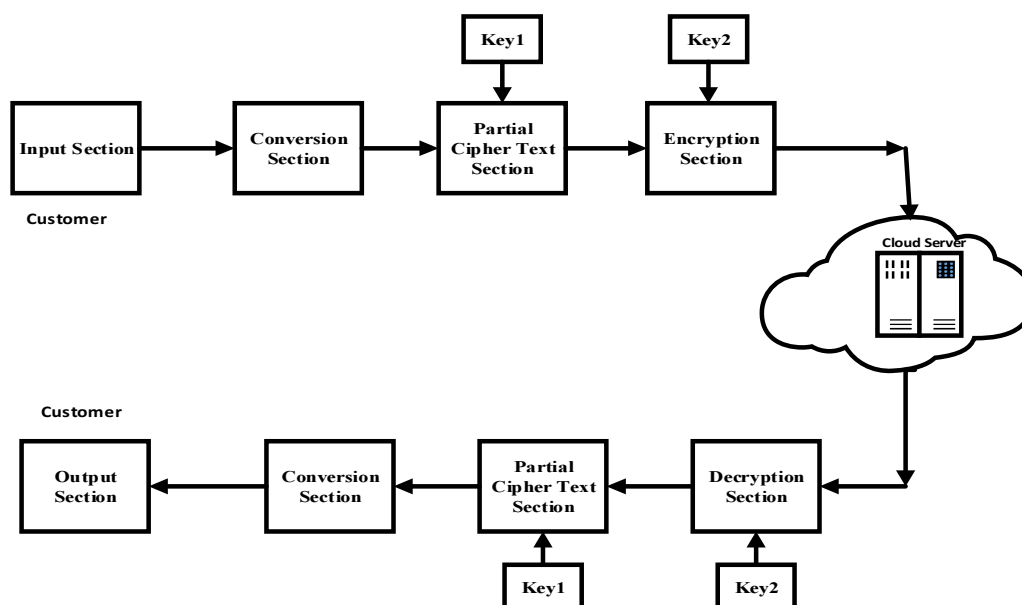 Key1
Key2
Input Section
Conversion
Section
Partial
Cipher Text
Section
Encryption
Section
Customer
Cloud Server
Customer
Output
Section
Conversion
Section
Partial
Cipher Text
Section
Decryption
Section
Key1
Key2